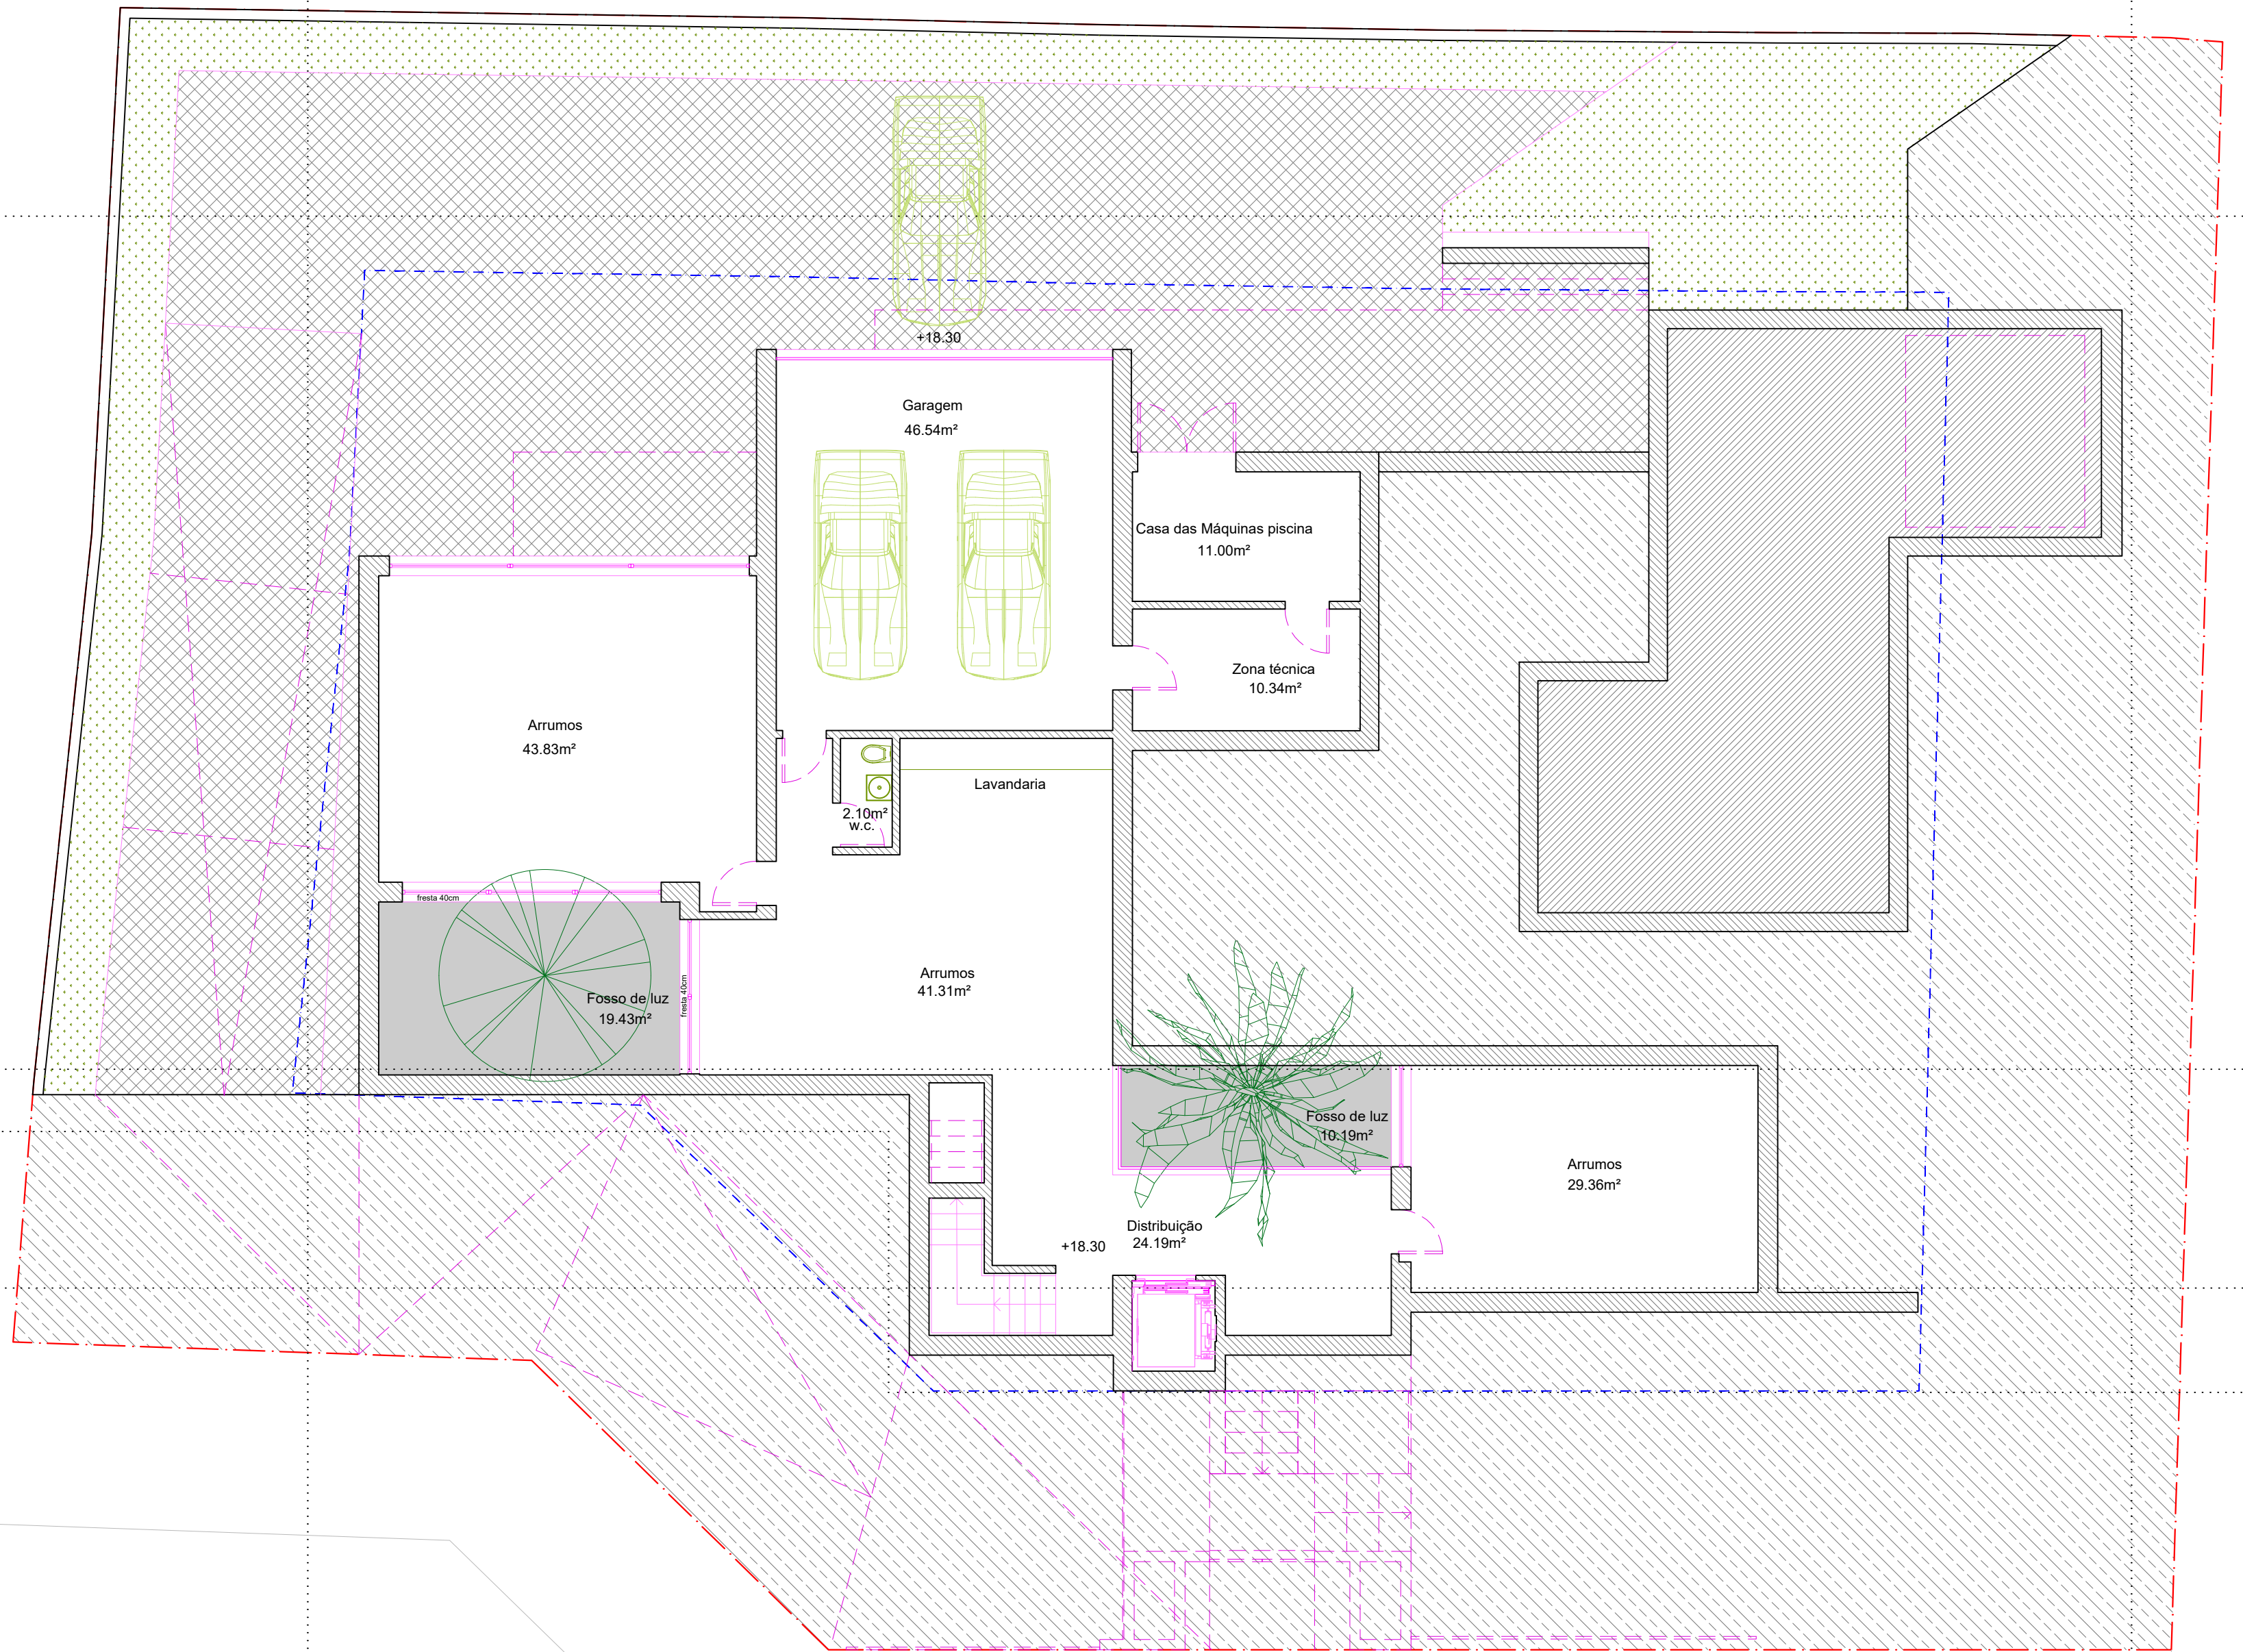 +18.30
Garagem
46.54m²
Casa das Máquinas piscina
11.00m²
Zona técnica
10.34m²
Arrumos
43.83m²
Lavandaria
2.10m²
w.c.
fresta 40cm
Fosso de luz
19.43m²
fresta 40cm
Arrumos
41.31m²
Fosso de luz
10.19m²
Arrumos
29.36m²
Distribuição
24.19m²
+18.30